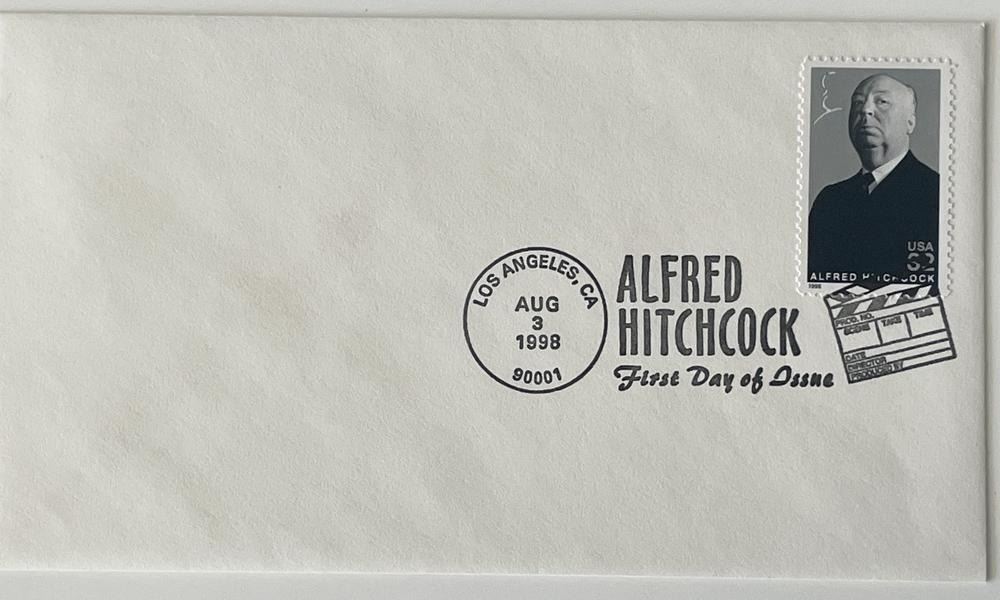 USA
32
ALFRED HITCHCOCK
1998
LOS ANGELES, CA
AUG
3
1998
90001
ALFRED
HITCHCOCK
First Day of Issue
PROD. NO.
SCENE TAKE TIME
DATE
DIRECTOR
PRODUCED BY